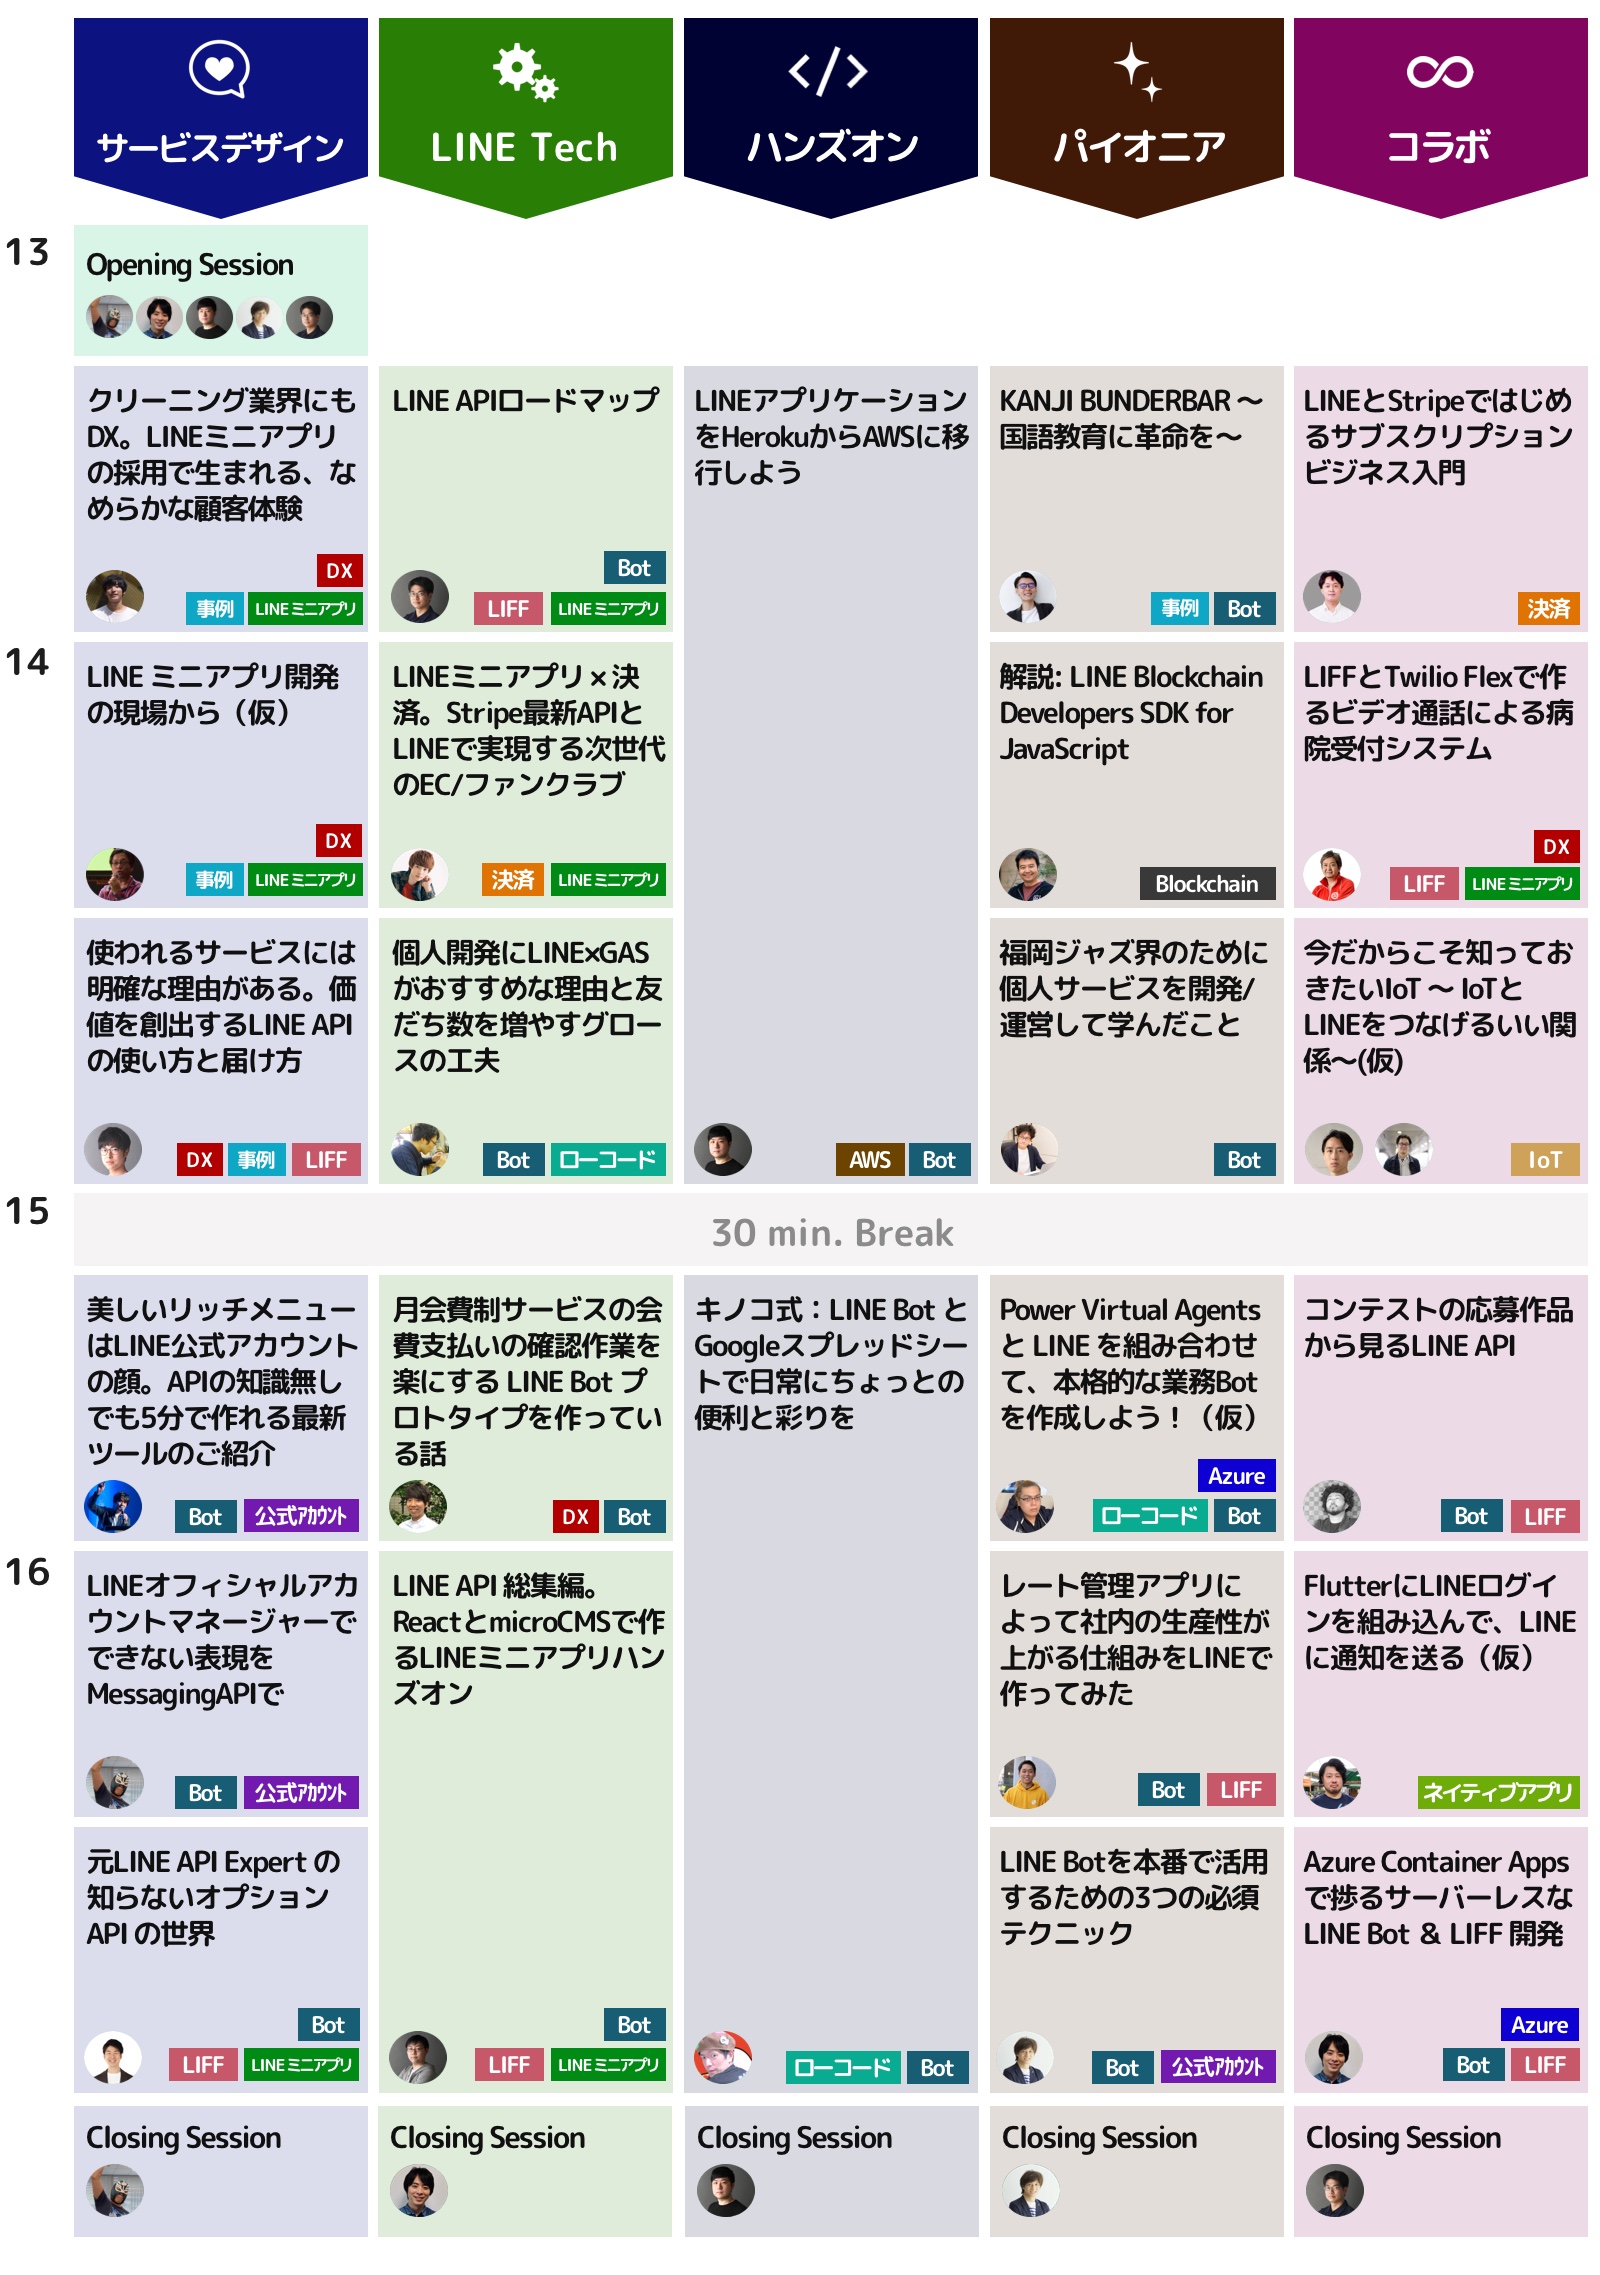 サービスデザイン
LINE Tech
</>
ハンズオン
パイオニア
コラボ
13
Opening Session
クリーニング業界にも
DX。LINEミニアプリ
の採用で生まれる、な
めらかな顧客体験
DX
事例
LINE ミニアプリ
LINE APIロードマップ
Bot
LIFF
LINE ミニアプリ
LINEアプリケーション
をHerokuからAWSに移
行しよう
AWS
Bot
KANJI BUNDERBAR ～
国語教育に革命を～
事例
Bot
LINEとStripeではじめ
るサブスクリプション
ビジネス入門
決済
14
LINE ミニアプリ開発
の現場から（仮）
DX
事例
LINE ミニアプリ
LINEミニアプリ × 決
済。Stripe最新APIと
LINEで実現する次世代
のEC/ファンクラブ
決済
LINE ミニアプリ
解説: LINE Blockchain
Developers SDK for
JavaScript
Blockchain
LIFFとTwilio Flexで作
るビデオ通話による病
院受付システム
DX
LIFF
LINE ミニアプリ
使われるサービスには
明確な理由がある。価
値を創出するLINE API
の使い方と届け方
DX
事例
LIFF
個人開発にLINE×GAS
がおすすめな理由と友
だち数を増やすグロー
スの工夫
Bot
ローコード
福岡ジャズ界のために
個人サービスを開発/
運営して学んだこと
Bot
今だからこそ知ってお
きたいIoT ～ IoTと
LINEをつなげるいい関
係～(仮)
IoT
15
30 min. Break
美しいリッチメニュー
はLINE公式アカウント
の顔。APIの知識無し
でも5分で作れる最新
ツールのご紹介
Bot
公式アカウント
月会費制サービスの会
費支払いの確認作業を
楽にする LINE Bot プ
ロトタイプを作ってい
る話
DX
Bot
キノコ式：LINE Bot と
Googleスプレッドシー
トで日常にちょっとの
便利と彩りを
ローコード
Bot
Power Virtual Agents
と LINE を組み合わせ
て、本格的な業務Bot
を作成しよう！（仮）
Azure
ローコード
Bot
コンテストの応募作品
から見るLINE API
Bot
LIFF
16
LINEオフィシャルアカ
ウントマネージャーで
できない表現を
MessagingAPIで
Bot
公式アカウント
LINE API 総集編。
ReactとmicroCMSで作
るLINEミニアプリハン
ズオン
Bot
LIFF
LINE ミニアプリ
レート管理アプリに
よって社内の生産性が
上がる仕組みをLINEで
作ってみた
Bot
LIFF
FlutterにLINEログイ
ンを組み込んで、LINE
に通知を送る（仮）
ネイティブアプリ
元LINE API Expert の
知らないオプション
API の世界
Bot
LIFF
LINE ミニアプリ
LINE Botを本番で活用
するための3つの必須
テクニック
Bot
公式アカウント
Azure Container Apps
で捗るサーバーレスな
LINE Bot ＆ LIFF 開発
Azure
Bot
LIFF
Closing Session
Closing Session
Closing Session
Closing Session
Closing Session